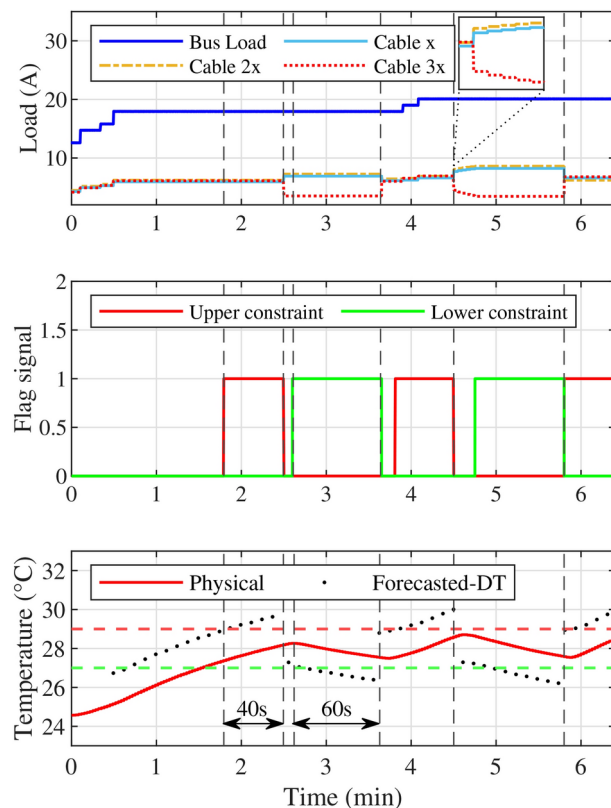 30
20
10
Load (A)
Bus Load
Cable x
Cable 2x
Cable 3x
0
1
2
3
4
5
6
2
1.5
1
0.5
0
Flag signal
Upper constraint
Lower constraint
0
1
2
3
4
5
6
32
30
28
26
24
Temperature (°C)
Physical
Forecasted-DT
40s
60s
0
1
2
3
4
5
6
Time (min)